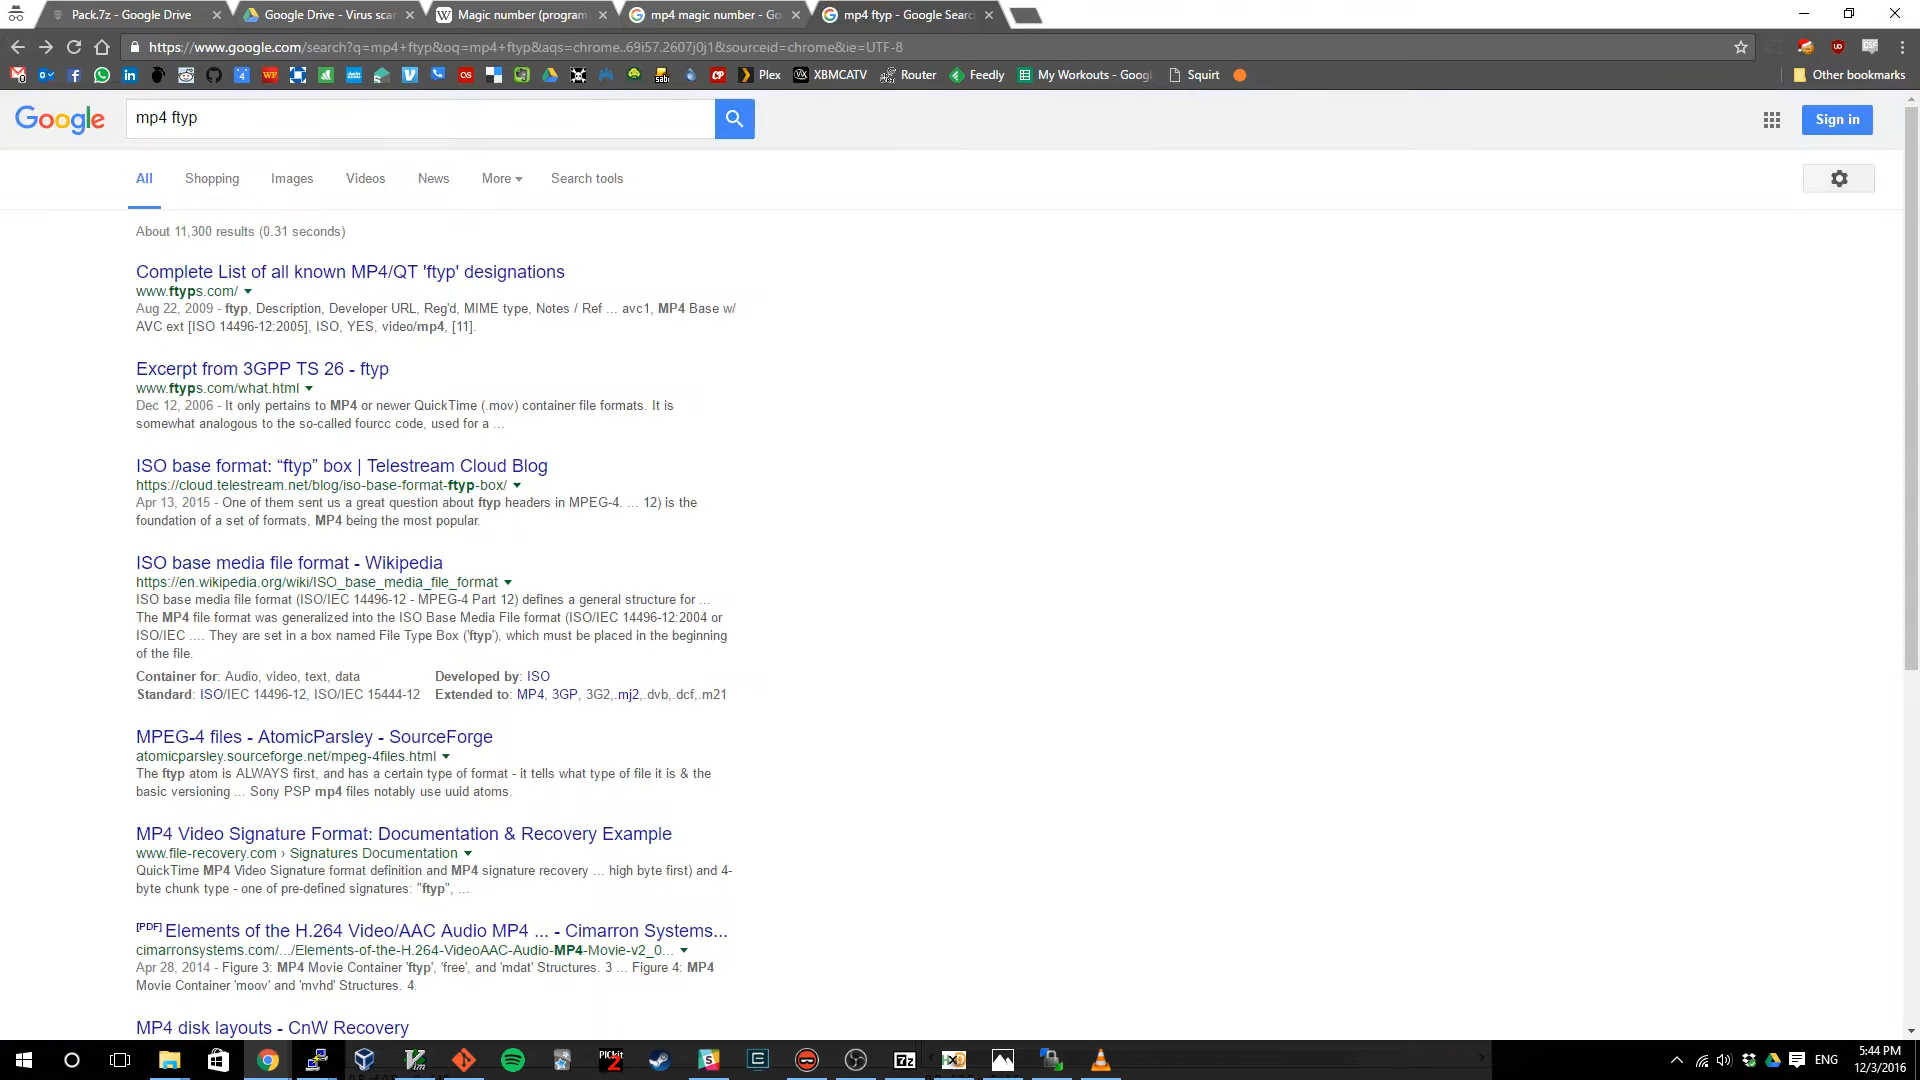 Pack.7z - Google Drive
Google Drive - Virus scan
Magic number (program
mp4 magic number - Go
mp4 ftyp - Google Searc
https://www.google.com/search?q=mp4+ftyp&oq=mp4+ftyp&aqs=chrome..69i57.2607j0j1&sourceid=chrome&ie=UTF-8
Plex
XBMCATV
Router
Feedly
My Workouts - Googl
Squirt
Other bookmarks
Google
mp4 ftyp
Sign in
All
Shopping
Images
Videos
News
More
Search tools
About 11,300 results (0.31 seconds)
Complete List of all known MP4/QT 'ftyp' designations
www.ftyps.com/
Aug 22, 2009 - ftyp, Description, Developer URL, Reg'd, MIME type, Notes / Ref ... avc1, MP4 Base w/
AVC ext [ISO 14496-12:2005], ISO, YES, video/mp4, [11].
Excerpt from 3GPP TS 26 - ftyp
www.ftyps.com/what.html
Dec 12, 2006 - It only pertains to MP4 or newer QuickTime (.mov) container file formats. It is
somewhat analogous to the so-called fourcc code, used for a ...
ISO base format: “ftyp” box | Telestream Cloud Blog
https://cloud.telestream.net/blog/iso-base-format-ftyp-box/
Apr 13, 2015 - One of them sent us a great question about ftyp headers in MPEG-4. ... 12) is the
foundation of a set of formats, MP4 being the most popular.
ISO base media file format - Wikipedia
https://en.wikipedia.org/wiki/ISO_base_media_file_format
ISO base media file format (ISO/IEC 14496-12 - MPEG-4 Part 12) defines a general structure for ...
The MP4 file format was generalized into the ISO Base Media File format (ISO/IEC 14496-12:2004 or
ISO/IEC .... They are set in a box named File Type Box ('ftyp'), which must be placed in the beginning
of the file.
Container for: Audio, video, text, data
Developed by: ISO
Standard: ISO/IEC 14496-12, ISO/IEC 15444-12
Extended to: MP4, 3GP, 3G2,.mj2,.dvb,.dcf,.m21
MPEG-4 files - AtomicParsley - SourceForge
atomicparsley.sourceforge.net/mpeg-4files.html
The ftyp atom is ALWAYS first, and has a certain type of format - it tells what type of file it is & the
basic versioning ... Sony PSP mp4 files notably use uuid atoms.
MP4 Video Signature Format: Documentation & Recovery Example
www.file-recovery.com › Signatures Documentation
QuickTime MP4 Video Signature format definition and MP4 signature recovery ... high byte first) and 4-
byte chunk type - one of pre-defined signatures: "ftyp", ...
[PDF] Elements of the H.264 Video/AAC Audio MP4 ... - Cimarron Systems...
cimarronsystems.com/.../Elements-of-the-H.264-VideoAAC-Audio-MP4-Movie-v2_0...
Apr 28, 2014 - Figure 3: MP4 Movie Container 'ftyp', 'free', and 'mdat' Structures. 3 ... Figure 4: MP4
Movie Container 'moov' and 'mvhd' Structures. 4.
MP4 disk layouts - CnW Recovery
ENG
5:44 PM
12/3/2016